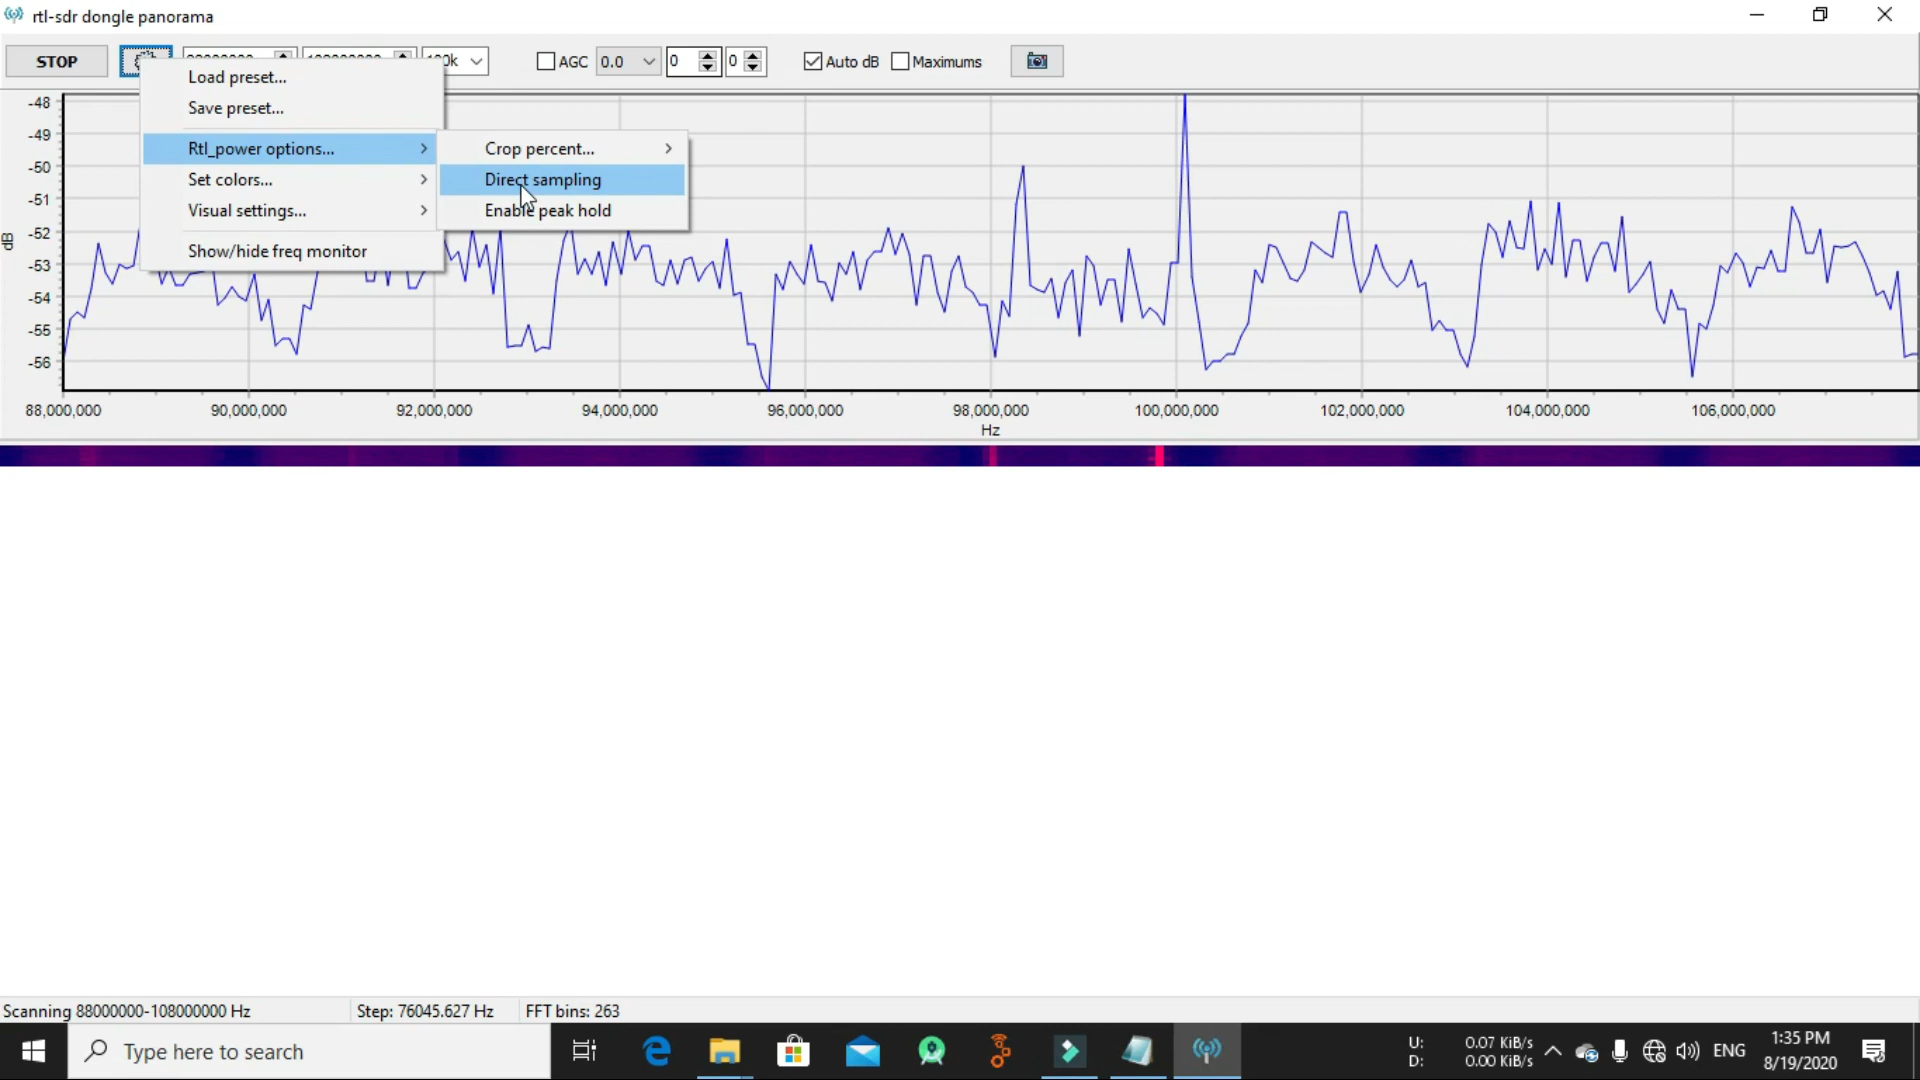 rtl-sdr dongle panorama
STOP
AGC 0.0 0 0 Auto dB Maximums
Load preset...
Save preset...
Rtl_power options...
Set colors...
Visual settings...
Show/hide freq monitor
Crop percent...
Direct sampling
Enable peak hold
-48
-49
-50
-51
-52
-53
-54
-55
-56
dB
88,000,000 90,000,000 92,000,000 94,000,000 96,000,000 98,000,000 100,000,000 102,000,000 104,000,000 106,000,000
Hz
Scanning 88000000-108000000 Hz Step: 76045.627 Hz FFT bins: 263
Type here to search
U: 0.07 KiB/s
D: 0.00 KiB/s
ENG
1:35 PM
8/19/2020